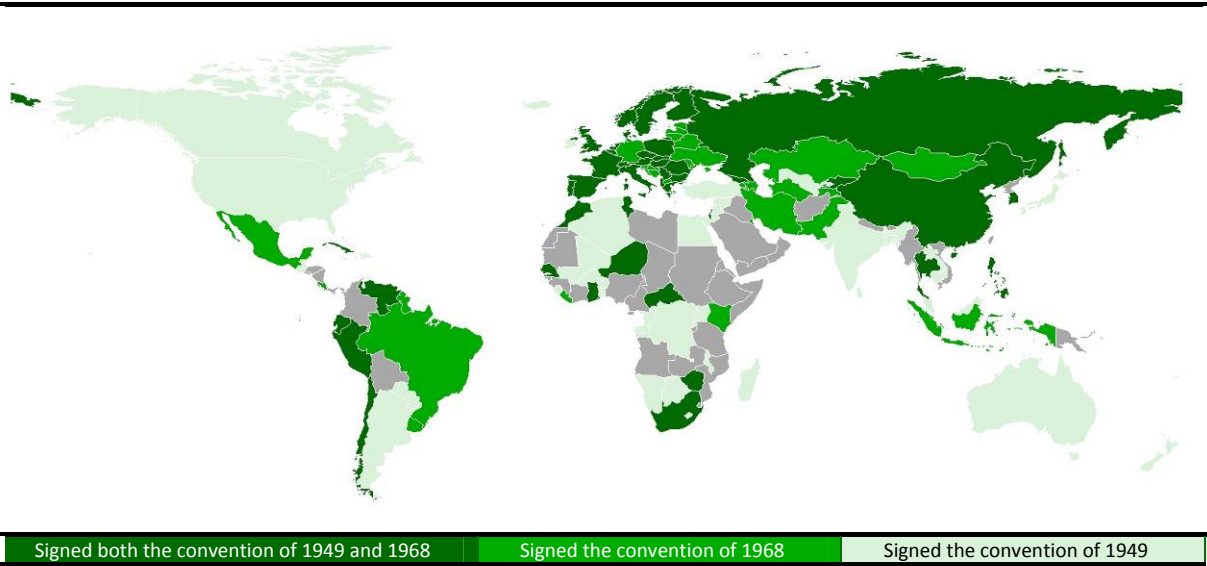 Signed both the convention of 1949 and 1968
Signed the convention of 1968
Signed the convention of 1949